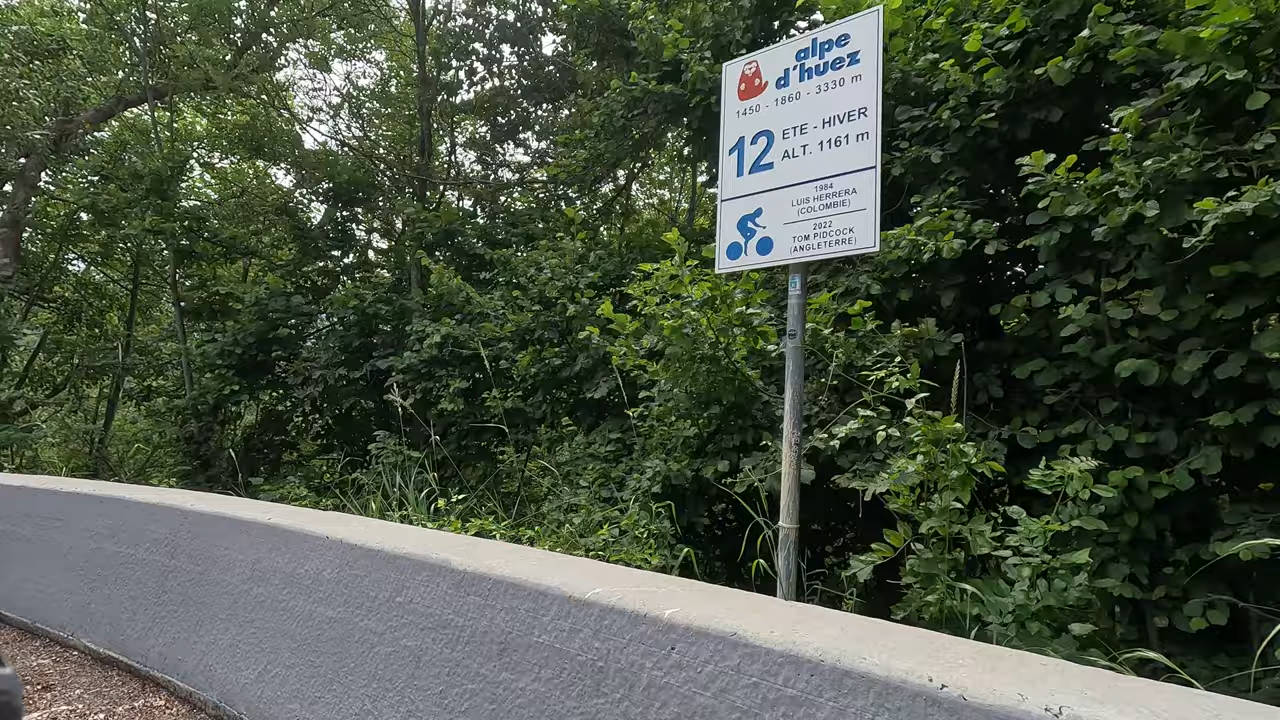 alpe
d'huez
1450 - 1860 - 3330 m
12
ETE - HIVER
ALT. 1161 m
1984
LUIS HERRERA
(COLOMBIE)
2022
TOM PIDCOCK
(ANGLETERRE)